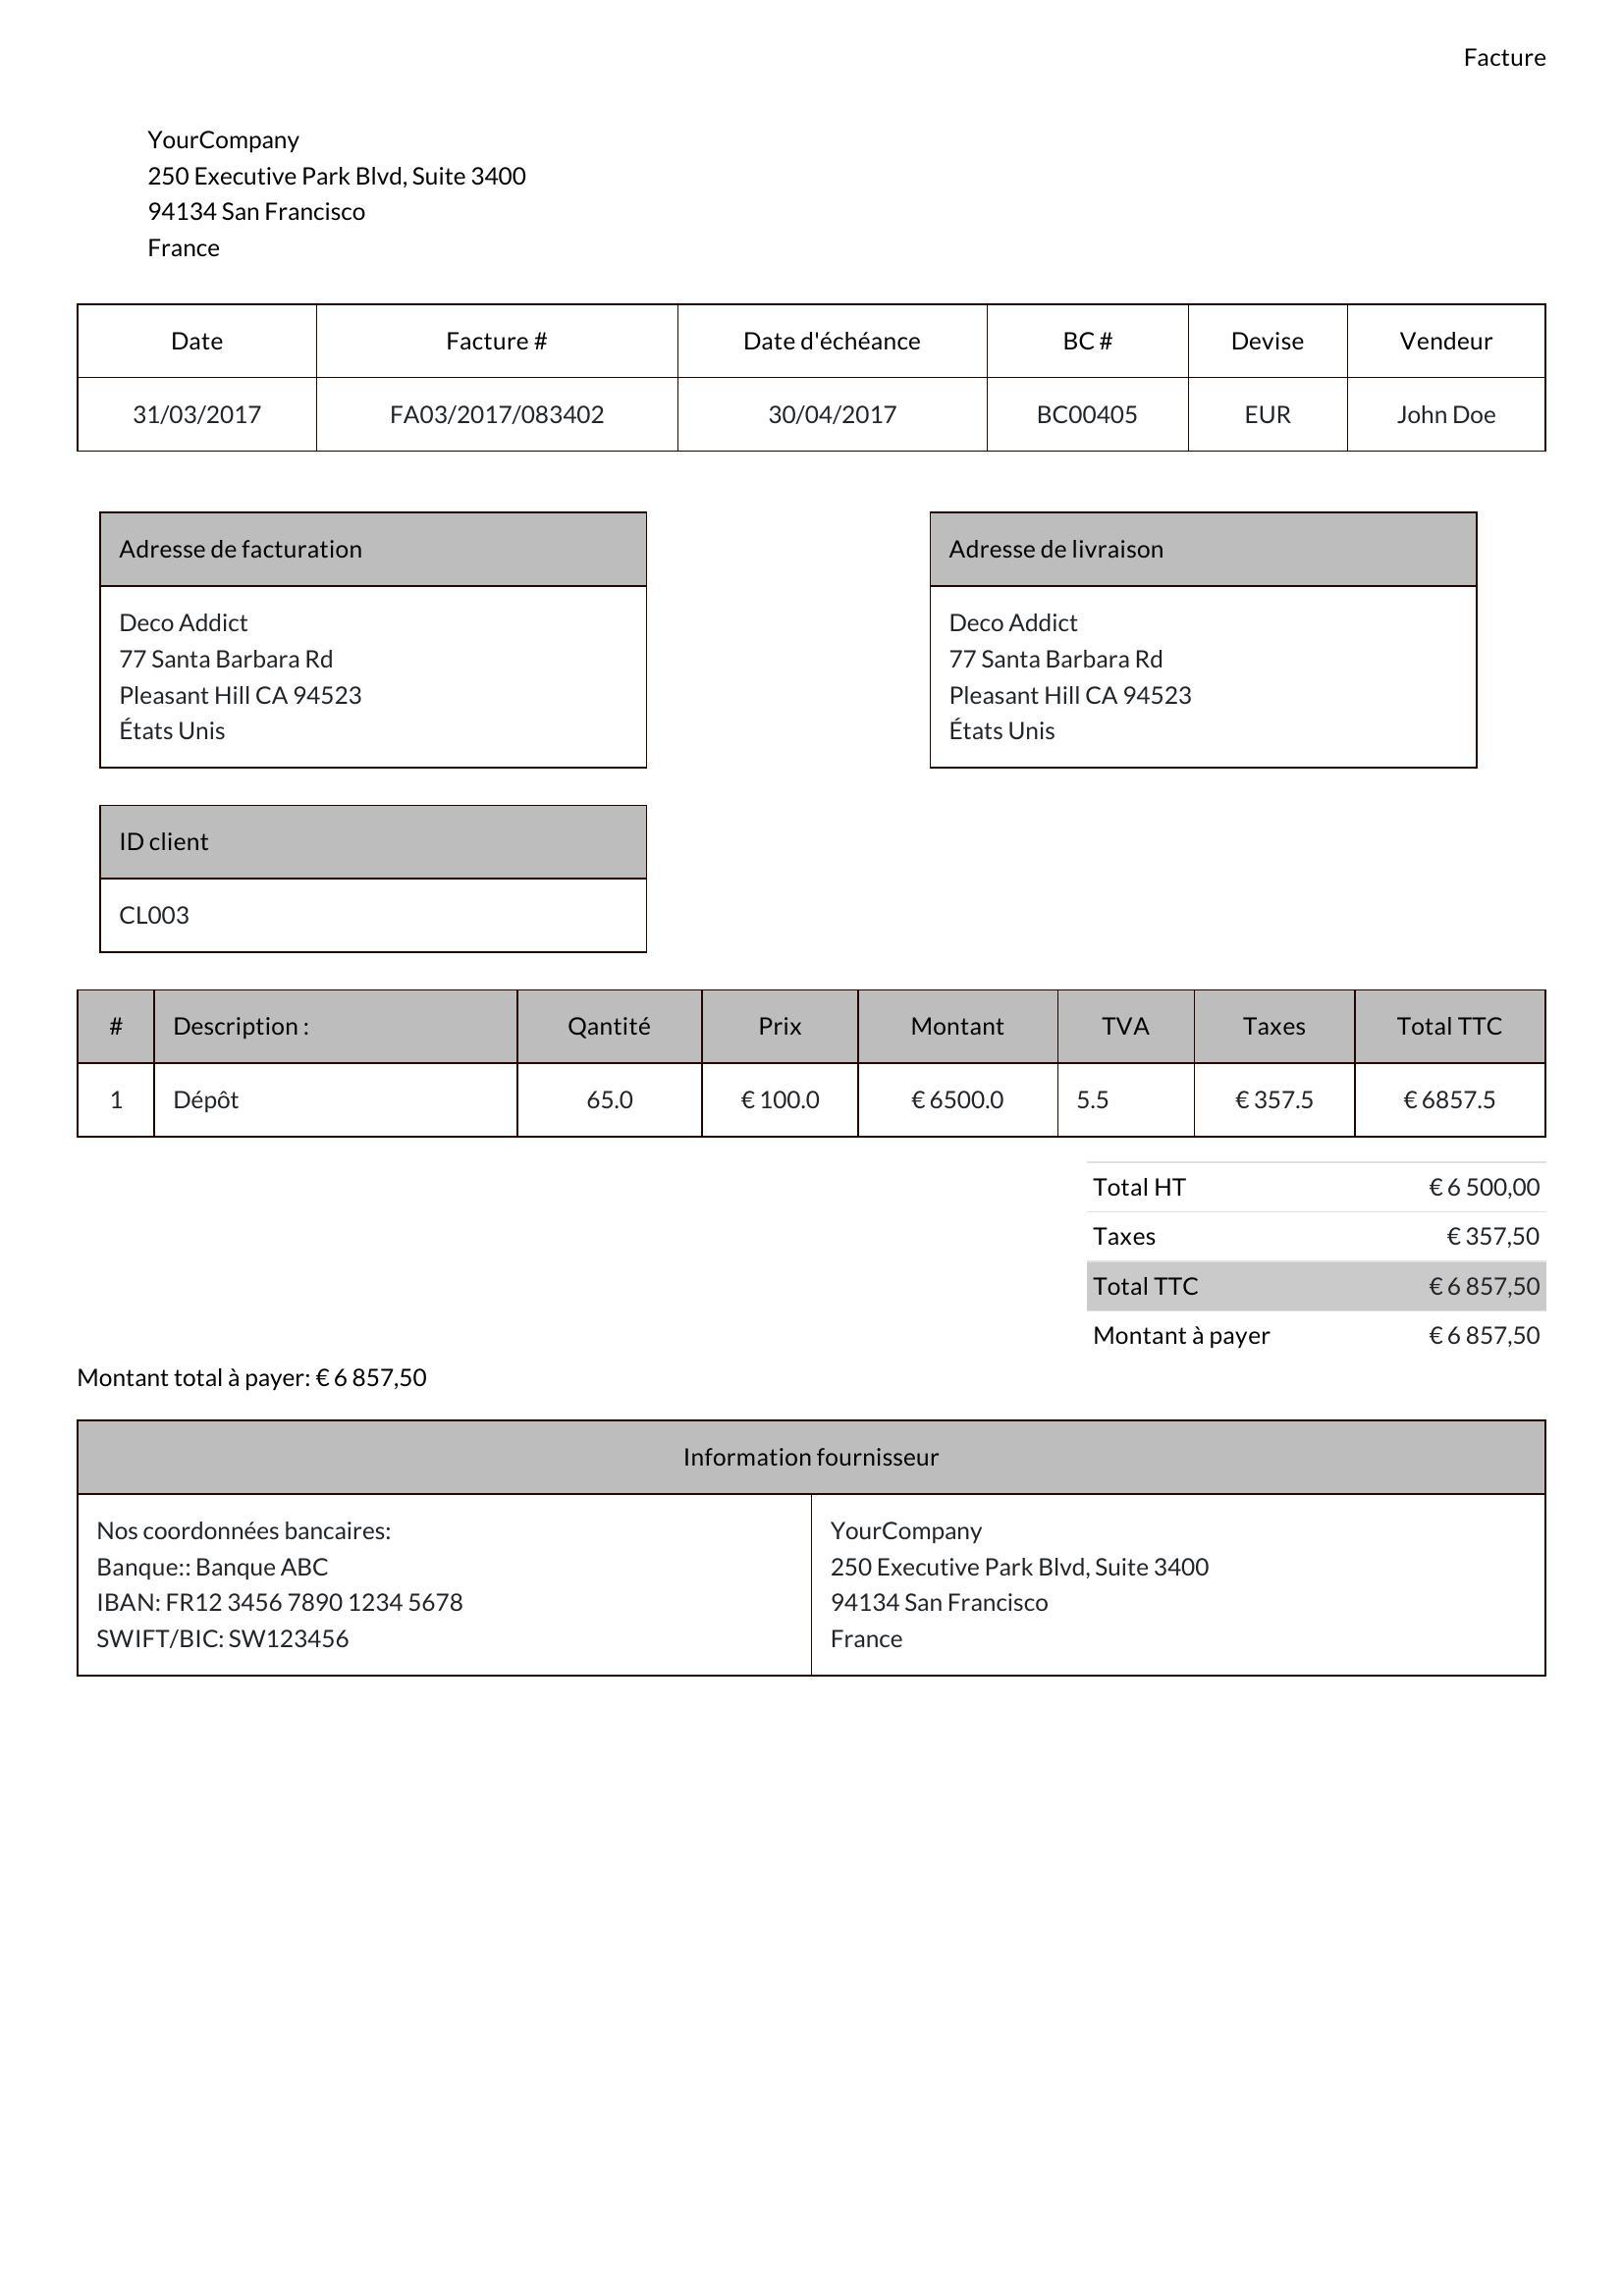 Facture
YourCompany
250 Executive Park Blvd, Suite 3400
94134 San Francisco
France
Date Facture # Date d'échéance BC # Devise Vendeur
31/03/2017 FA03/2017/083402 30/04/2017 BC00405 EUR John Doe
Adresse de facturation
Deco Addict
77 Santa Barbara Rd
Pleasant Hill CA 94523
États Unis
Adresse de livraison
Deco Addict
77 Santa Barbara Rd
Pleasant Hill CA 94523
États Unis
ID client
CL003
# Description : Qantité Prix Montant TVA Taxes Total TTC
1 Dépôt 65.0 € 100.0 € 6500.0 5.5 € 357.5 € 6857.5
Total HT € 6 500,00
Taxes € 357,50
Total TTC € 6 857,50
Montant à payer € 6 857,50
Montant total à payer: € 6 857,50
Information fournisseur
Nos coordonnées bancaires:
Banque:: Banque ABC
IBAN: FR12 3456 7890 1234 5678
SWIFT/BIC: SW123456
YourCompany
250 Executive Park Blvd, Suite 3400
94134 San Francisco
France